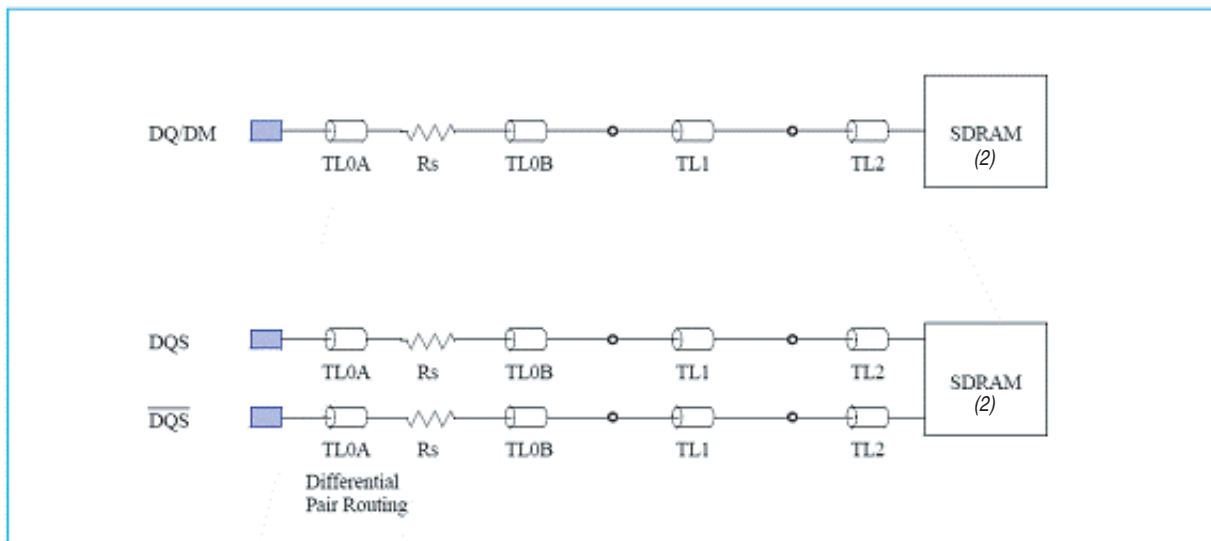 DQ/DM
SDRAM
(2)
TL0A Rs TL0B TL1 TL2
DQS
TL0A Rs TL0B TL1 TL2
SDRAM
(2)
D̅Q̅S̅
TL0A Rs TL0B TL1 TL2
Differential
Pair Routing